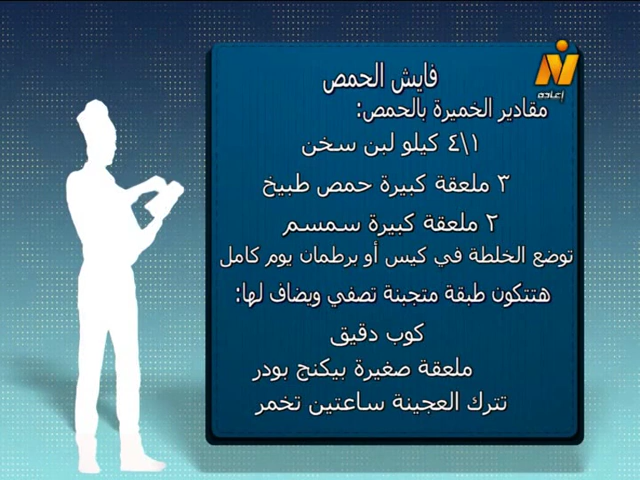 فايش الحمص
إعادة
مقادير الخميرة بالحمص:
١\٤ كيلو لبن سخن
٣ ملعقة كبيرة حمص طبيخ
٢ ملعقة كبيرة سمسم
توضع الخلطة في كيس أو برطمان يوم كامل
هتتكون طبقة متجبنة تصفي ويضاف لها:
كوب دقيق
ملعقة صغيرة بيكنج بودر
تترك العجينة ساعتين تخمر